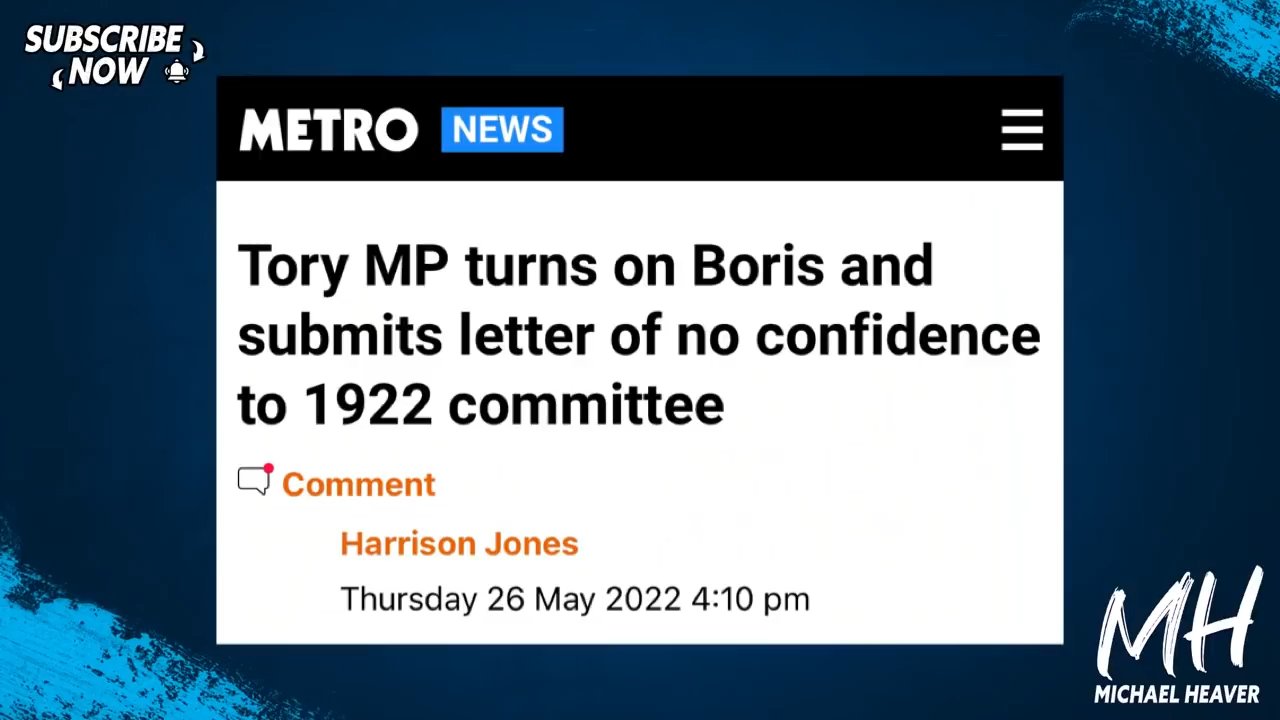 SUBSCRIBE
NOW
METRO NEWS
Tory MP turns on Boris and
submits letter of no confidence
to 1922 committee
Comment
Harrison Jones
Thursday 26 May 2022 4:10 pm
MH
MICHAEL HEAVER